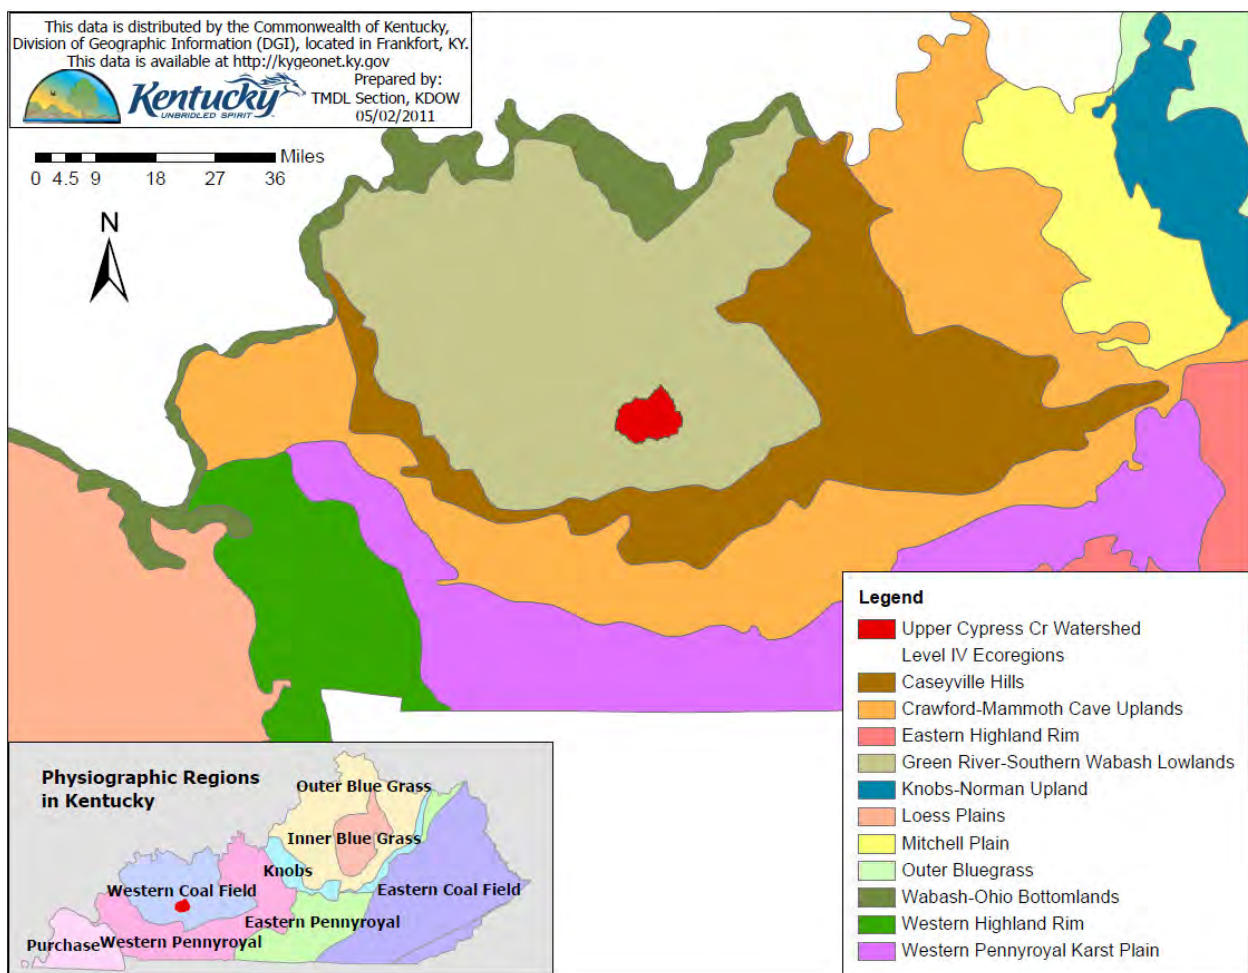 This data is distributed by the Commonwealth of Kentucky,
Division of Geographic Information (DGI), located in Frankfort, KY.
This data is available at http://kygeonet.ky.gov
Kentucky
UNBRIDLED SPIRIT
Prepared by:
TMDL Section, KDOW
05/02/2011
Miles
0 4.5 9 18 27 36
N
Legend
Upper Cypress Cr Watershed
Level IV Ecoregions
Caseyville Hills
Crawford-Mammoth Cave Uplands
Eastern Highland Rim
Green River-Southern Wabash Lowlands
Knobs-Norman Upland
Loess Plains
Mitchell Plain
Outer Bluegrass
Wabash-Ohio Bottomlands
Western Highland Rim
Western Pennyroyal Karst Plain
Physiographic Regions
in Kentucky
Outer Blue Grass
Inner Blue Grass
Knobs
Western Coal Field
Eastern Coal Field
Eastern Pennyroyal
Western Pennyroyal
Purchase